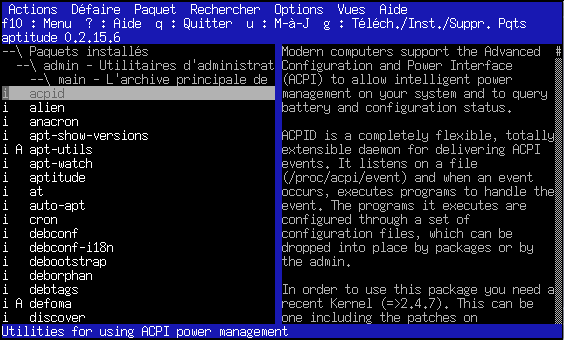 Actions Défaire Paquet Rechercher Options Vues Aide
f10 : Menu ? : Aide q : Quitter u : M-à-J g : Téléch./Inst./Suppr. Pqts
aptitude 0.2.15.6
--\ Paquets installés
--\ admin - Utilitaires d'administrat
--\ main - L'archive principale de
i acpid
i alien
i anacron
i apt-show-versions
i A apt-utils
i apt-watch
i aptitude
i at
i auto-apt
i cron
i debconf
i debconf-i18n
i debootstrap
i deborphan
i debtags
i A defoma
i discover
Modern computers support the Advanced #
Configuration and Power Interface
(ACPI) to allow intelligent power
management on your system and to query
battery and configuration status.
ACPID is a completely flexible, totally
extensible daemon for delivering ACPI
events. It listens on a file
(/proc/acpi/event) and when an event
occurs, executes programs to handle the
event. The programs it executes are
configured through a set of
configuration files, which can be
dropped into place by packages or by
the admin.
In order to use this package you need a
recent Kernel (=>2.4.7). This can be
one including the patches on
Utilities for using ACPI power management